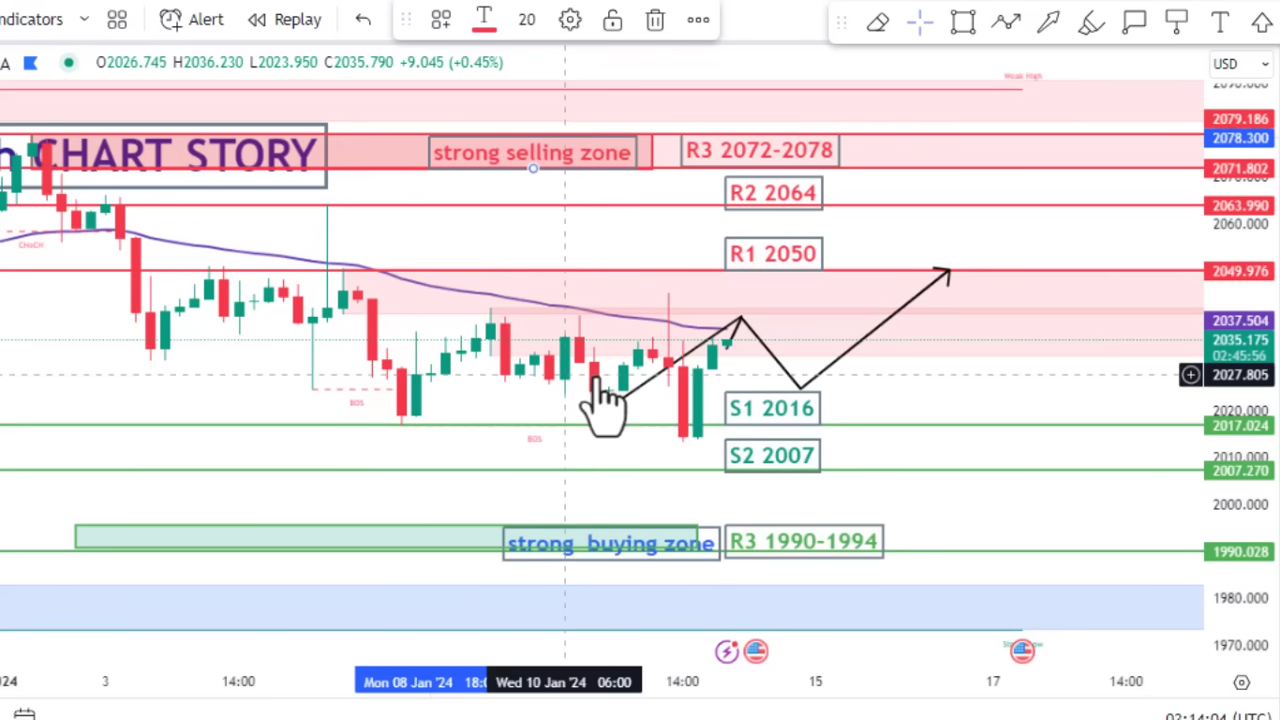 ndicators
Alert
Replay
20
A
O2026.745 H2036.230 L2023.950 C2035.790 +9.045 (+0.45%)
USD
Weak High
2090.000
2079.186
2078.300
CHART STORY
strong selling zone
R3 2072-2078
2071.802
R2 2064
2063.990
2060.000
CHoCH
R1 2050
2049.976
2037.504
2035.175
02:45:56
2027.805
BOS
S1 2016
2020.000
2017.024
BOS
S2 2007
2010.000
2007.270
2000.000
strong buying zone
R3 1990-1994
1990.028
1980.000
1970.000
024
3
14:00
Mon 08 Jan '24
Wed 10 Jan '24 06:00
14:00
15
17
14:00
02:14:04 (UTC)